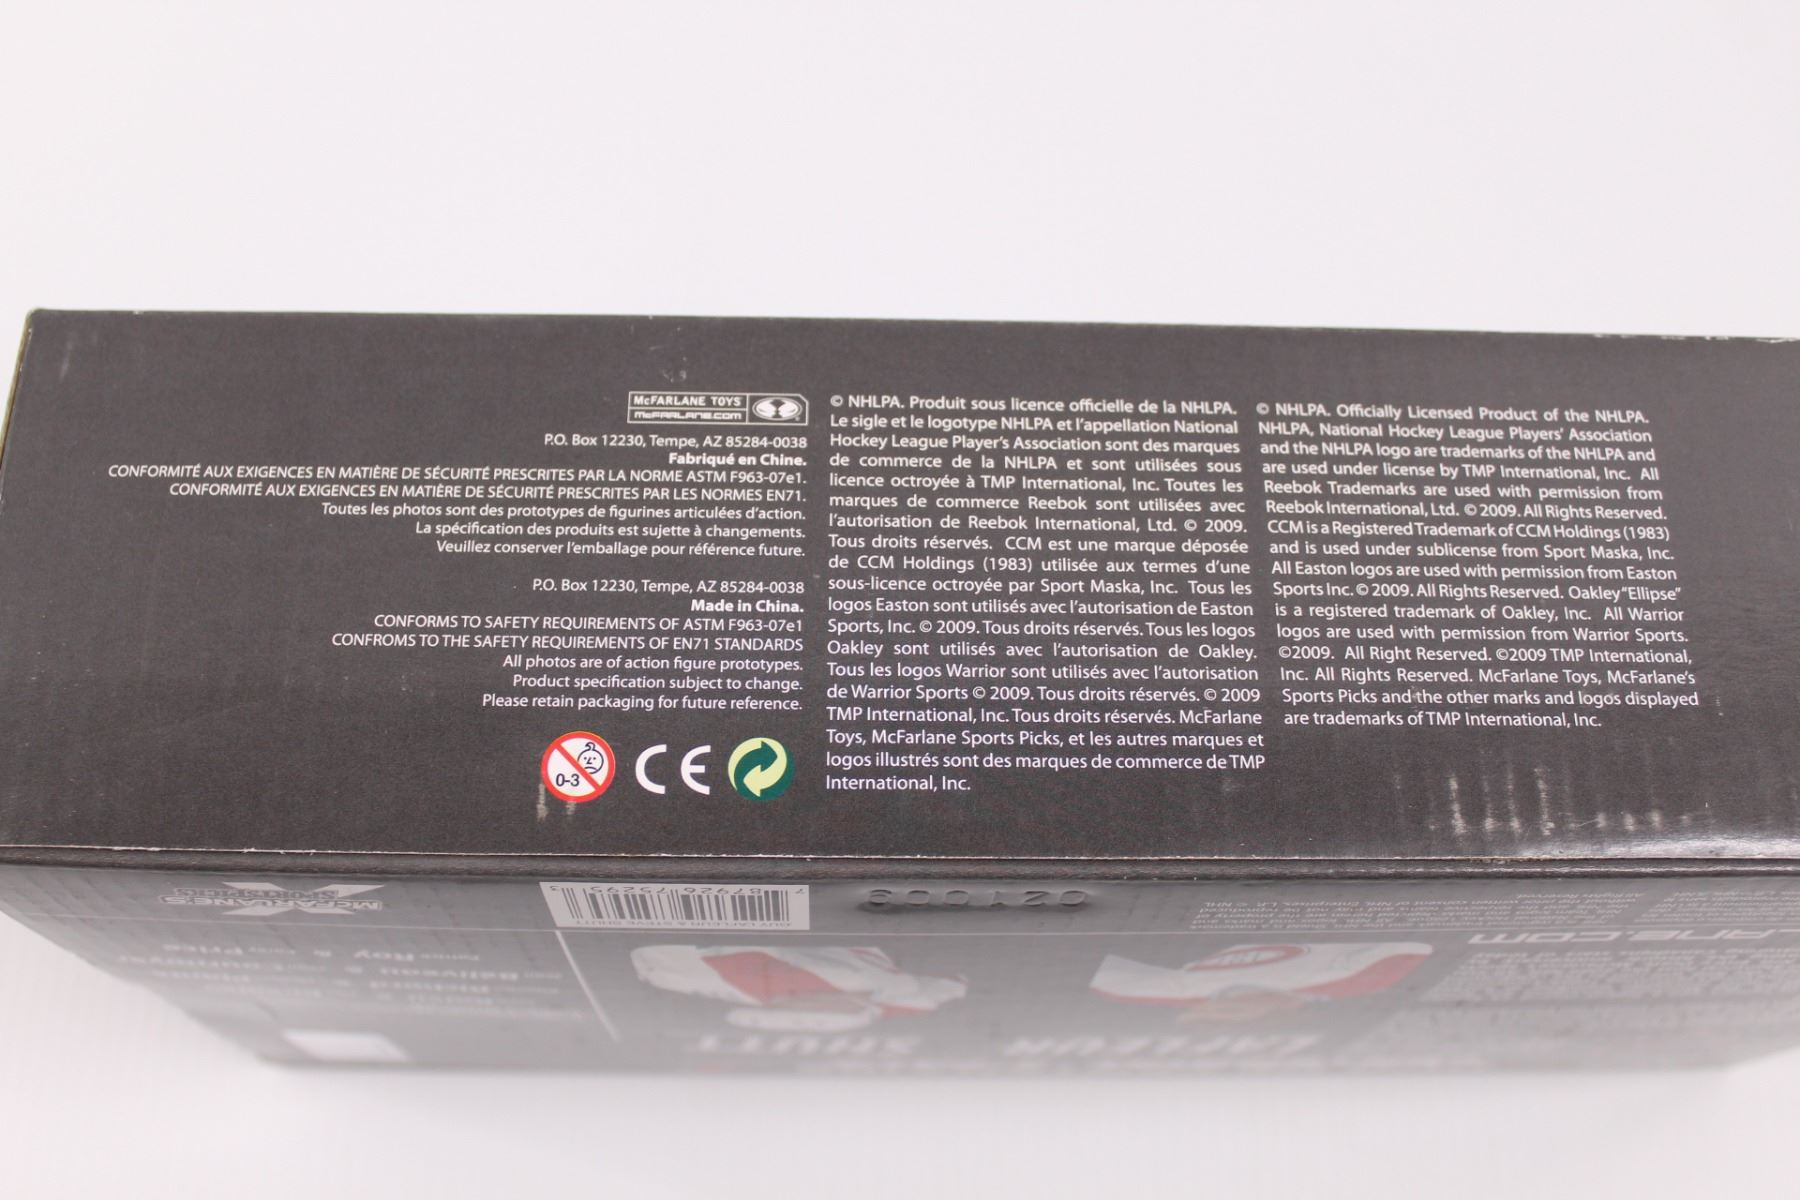 McFARLANE TOYS
McFARLANE.COM
P.O. Box 12230, Tempe, AZ 85284-0038
Fabriqué en Chine.
CONFORMITÉ AUX EXIGENCES EN MATIÈRE DE SÉCURITÉ PRESCRITES PAR LA NORME ASTM F963-07e1.
CONFORMITÉ AUX EXIGENCES EN MATIÈRE DE SÉCURITÉ PRESCRITES PAR LES NORMES EN71.
Toutes les photos sont des prototypes de figurines articulées d'action.
La spécification des produits est sujette à changements.
Veuillez conserver l'emballage pour référence future.
P.O. Box 12230, Tempe, AZ 85284-0038
Made in China.
CONFORMS TO SAFETY REQUIREMENTS OF ASTM F963-07e1
CONFROMS TO THE SAFETY REQUIREMENTS OF EN71 STANDARDS
All photos are of action figure prototypes.
Product specification subject to change.
Please retain packaging for future reference.
0-3
CE
© NHLPA. Produit sous licence officielle de la NHLPA.
Le sigle et le logotype NHLPA et l'appellation National
Hockey League Player's Association sont des marques
de commerce de la NHLPA et sont utilisées sous
licence octroyée à TMP International, Inc. Toutes les
marques de commerce Reebok sont utilisées avec
l'autorisation de Reebok International, Ltd. © 2009.
Tous droits réservés. CCM est une marque déposée
de CCM Holdings (1983) utilisée aux termes d'une
sous-licence octroyée par Sport Maska, Inc. Tous les
logos Easton sont utilisés avec l'autorisation de Easton
Sports, Inc. © 2009. Tous droits réservés. Tous les logos
Oakley sont utilisés avec l'autorisation de Oakley.
Tous les logos Warrior sont utilisés avec l'autorisation
de Warrior Sports © 2009. Tous droits réservés. © 2009
TMP International, Inc. Tous droits réservés. McFarlane
Toys, McFarlane Sports Picks, et les autres marques et
logos illustrés sont des marques de commerce de TMP
International, Inc.
© NHLPA. Officially Licensed Product of the NHLPA.
NHLPA, National Hockey League Players' Association
and the NHLPA logo are trademarks of the NHLPA and
are used under license by TMP International, Inc. All
Reebok Trademarks are used with permission from
Reebok International, Ltd. © 2009. All Rights Reserved.
CCM is a Registered Trademark of CCM Holdings (1983)
and is used under sublicense from Sport Maska, Inc.
All Easton logos are used with permission from Easton
Sports Inc. © 2009. All Rights Reserved. Oakley "Ellipse"
is a registered trademark of Oakley, Inc. All Warrior
logos are used with permission from Warrior Sports.
©2009. All Right Reserved. ©2009 TMP International,
Inc. All Rights Reserved. McFarlane Toys, McFarlane's
Sports Picks and the other marks and logos displayed
are trademarks of TMP International, Inc.
McFARLANE'S
SPORTSPICKS
7 87926 75295 3
GUY LAFLEUR & STEVE SHUTT
021009
LANE.COM
Patrick Roy & Carey Price
SHUTT
LAFLEUR